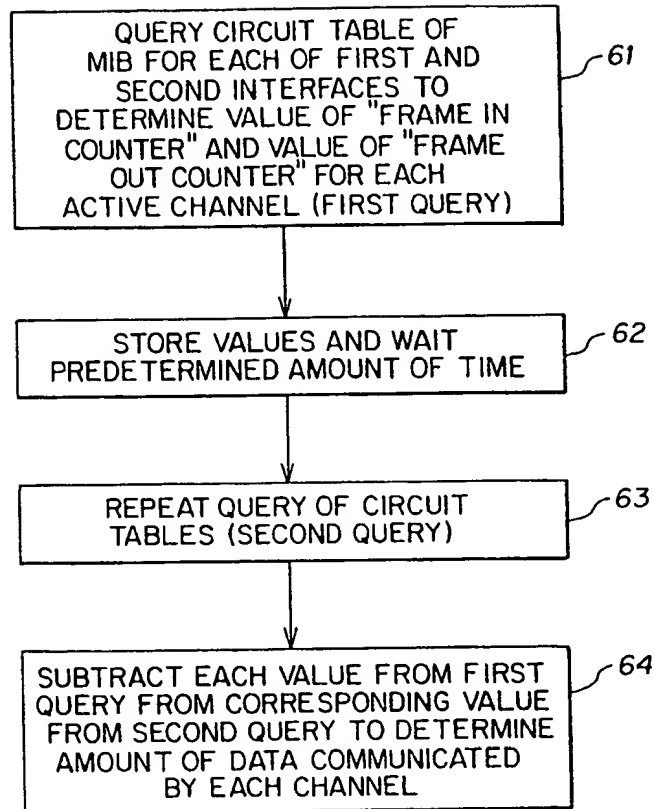 QUERY CIRCUIT TABLE OF
MIB FOR EACH OF FIRST AND
SECOND INTERFACES TO
DETERMINE VALUE OF "FRAME IN
COUNTER" AND VALUE OF "FRAME
OUT COUNTER" FOR EACH
ACTIVE CHANNEL (FIRST QUERY)
61
STORE VALUES AND WAIT
PREDETERMINED AMOUNT OF TIME
62
REPEAT QUERY OF CIRCUIT
TABLES (SECOND QUERY)
63
SUBTRACT EACH VALUE FROM FIRST
QUERY FROM CORRESPONDING VALUE
FROM SECOND QUERY TO DETERMINE
AMOUNT OF DATA COMMUNICATED
BY EACH CHANNEL
64